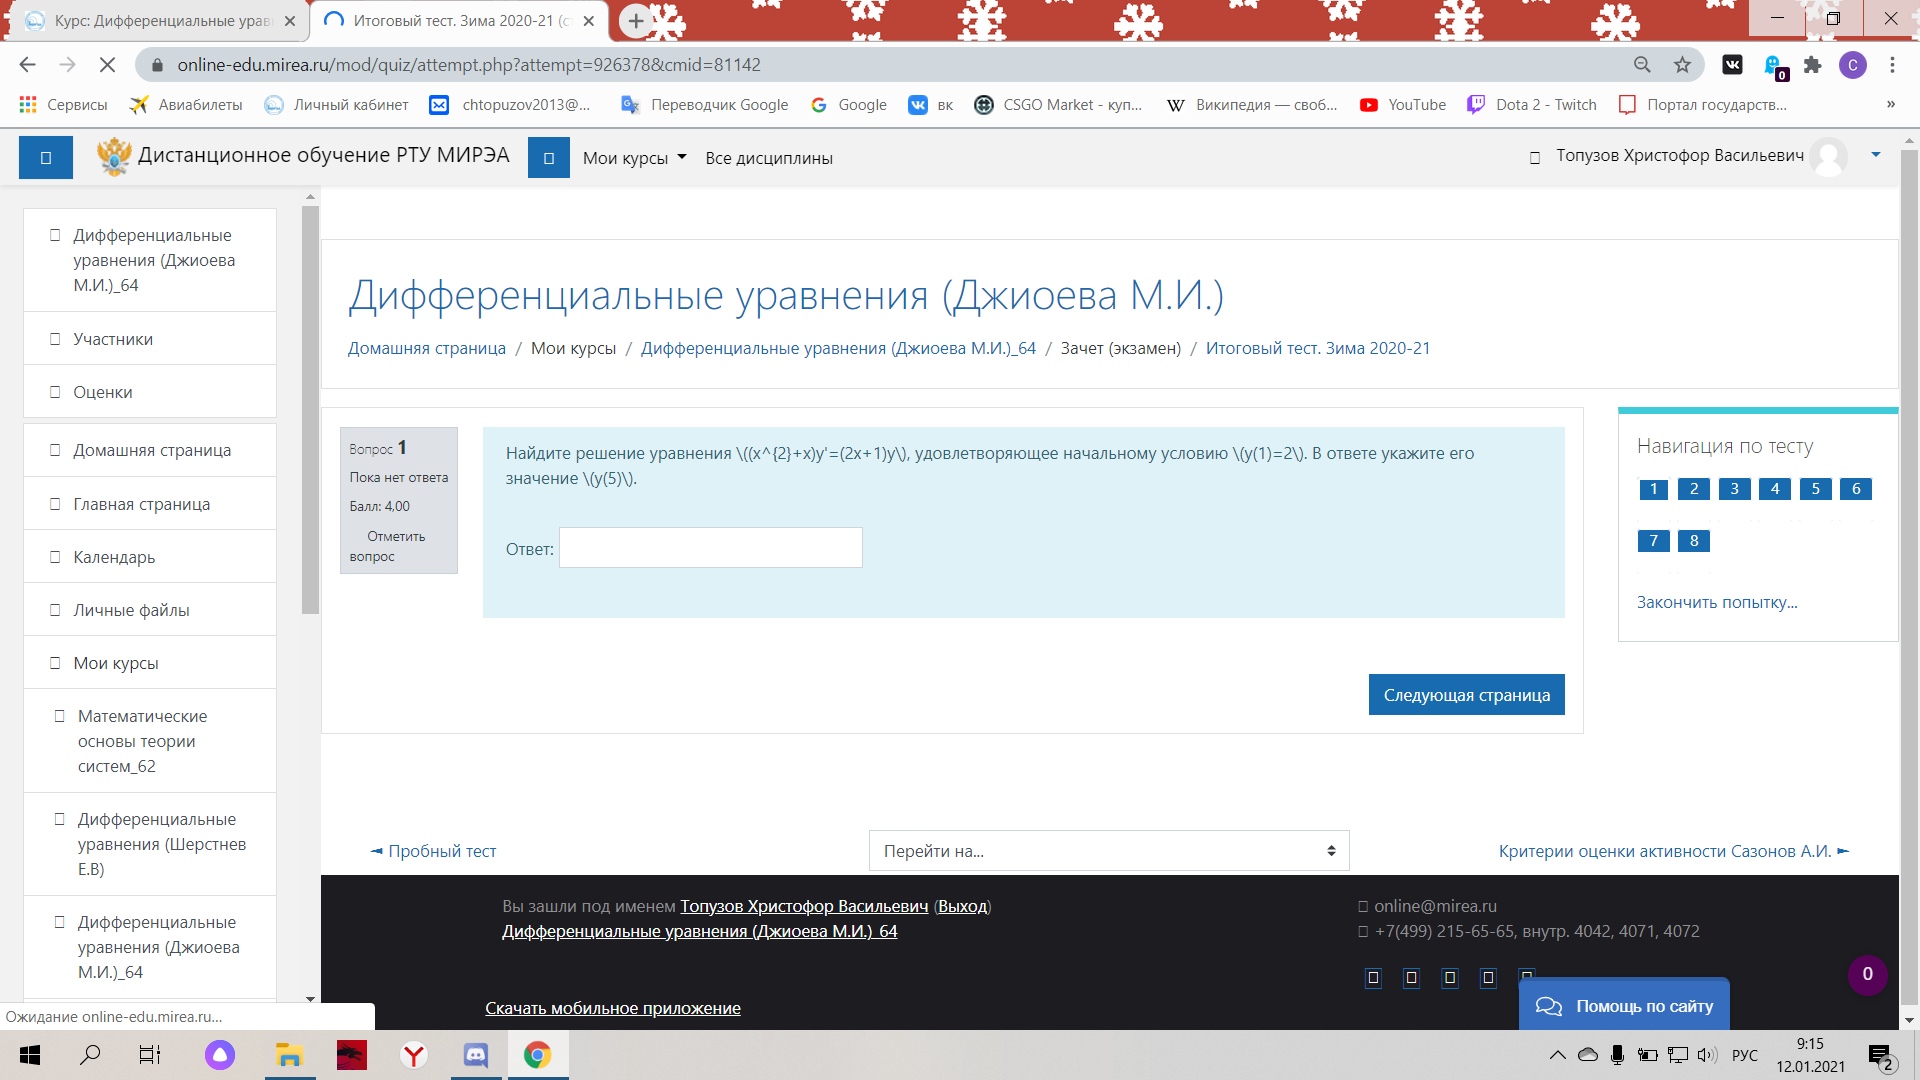 Курс: Дифференциальные урав
Итоговый тест. Зима 2020-21 (ст
online-edu.mirea.ru/mod/quiz/attempt.php?attempt=926378&cmid=81142
C
0
Сервисы
Авиабилеты
Личный кабинет
chtopuzov2013@...
Переводчик Google
Google
вк
CSGO Market - куп...
Википедия — своб...
YouTube
Dota 2 - Twitch
Портал государств...
»
Дистанционное обучение РТУ МИРЭА
Мои курсы
Все дисциплины
Топузов Христофор Васильевич
Дифференциальные
уравнения (Джиоева
М.И.)_64
Участники
Оценки
Домашняя страница
Главная страница
Календарь
Личные файлы
Мои курсы
Математические
основы теории
систем_62
Дифференциальные
уравнения (Шерстнев
Е.В)
Дифференциальные
уравнения (Джиоева
М.И.)_64
Дифференциальные уравнения (Джиоева М.И.)
Домашняя страница / Мои курсы / Дифференциальные уравнения (Джиоева М.И.)_64 / Зачет (экзамен) / Итоговый тест. Зима 2020-21
Вопрос 1
Пока нет ответа
Балл: 4,00
Отметить
вопрос
Найдите решение уравнения \((x^{2}+x)y'=(2x+1)y\), удовлетворяющее начальному условию \(y(1)=2\). В ответе укажите его
значение \(y(5)\).
Ответ:
Следующая страница
Навигация по тесту
1 2 3 4 5 6
7 8
Закончить попытку...
◄ Пробный тест
Перейти на...
Критерии оценки активности Сазонов А.И. ►
Вы зашли под именем Топузов Христофор Васильевич (Выход)
Дифференциальные уравнения (Джиоева М.И.)_64
Скачать мобильное приложение
online@mirea.ru
+7(499) 215-65-65, внутр. 4042, 4071, 4072
0
Помощь по сайту
Ожидание online-edu.mirea.ru...
РУС
9:15
12.01.2021
2